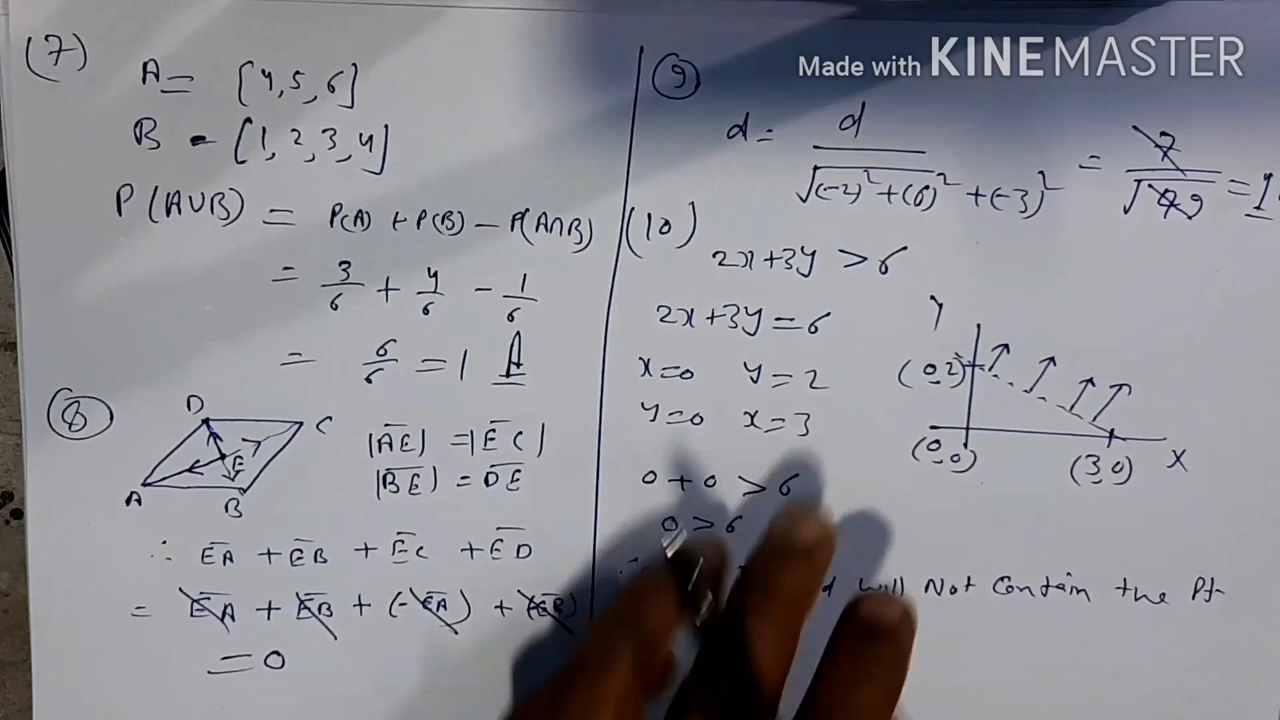 (7)
A = [4,5,6]
B = [1,2,3,4]
P(AUB) = P(A) + P(B) - P(A∩B)
= 3/6 + 4/6 - 1/6
= 6/6 = 1 A
(8)
D C
E
A B
|AE| = |EC|
|BE| = DE
∴ EA + EB + EC + ED
= EA + EB + (-EA) + (-EB)
= 0
Made with KINEMASTER
(9)
d = d/√(-2)²+(6)²+(-3)² = 7/√49 = 1
(10) 2x+3y > 6
2x+3y = 6
x=0 y=2
y=0 x=3
0+0 > 6
0 > 6
Y
(0,2)
(0,0) (3,0) X
will Not Contain the Pt